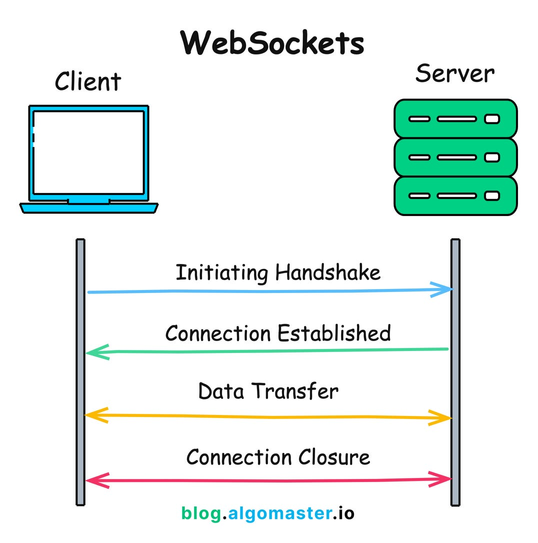 WebSockets
Client
Server
Initiating Handshake
Connection Established
Data Transfer
Connection Closure
blog.algomaster.io